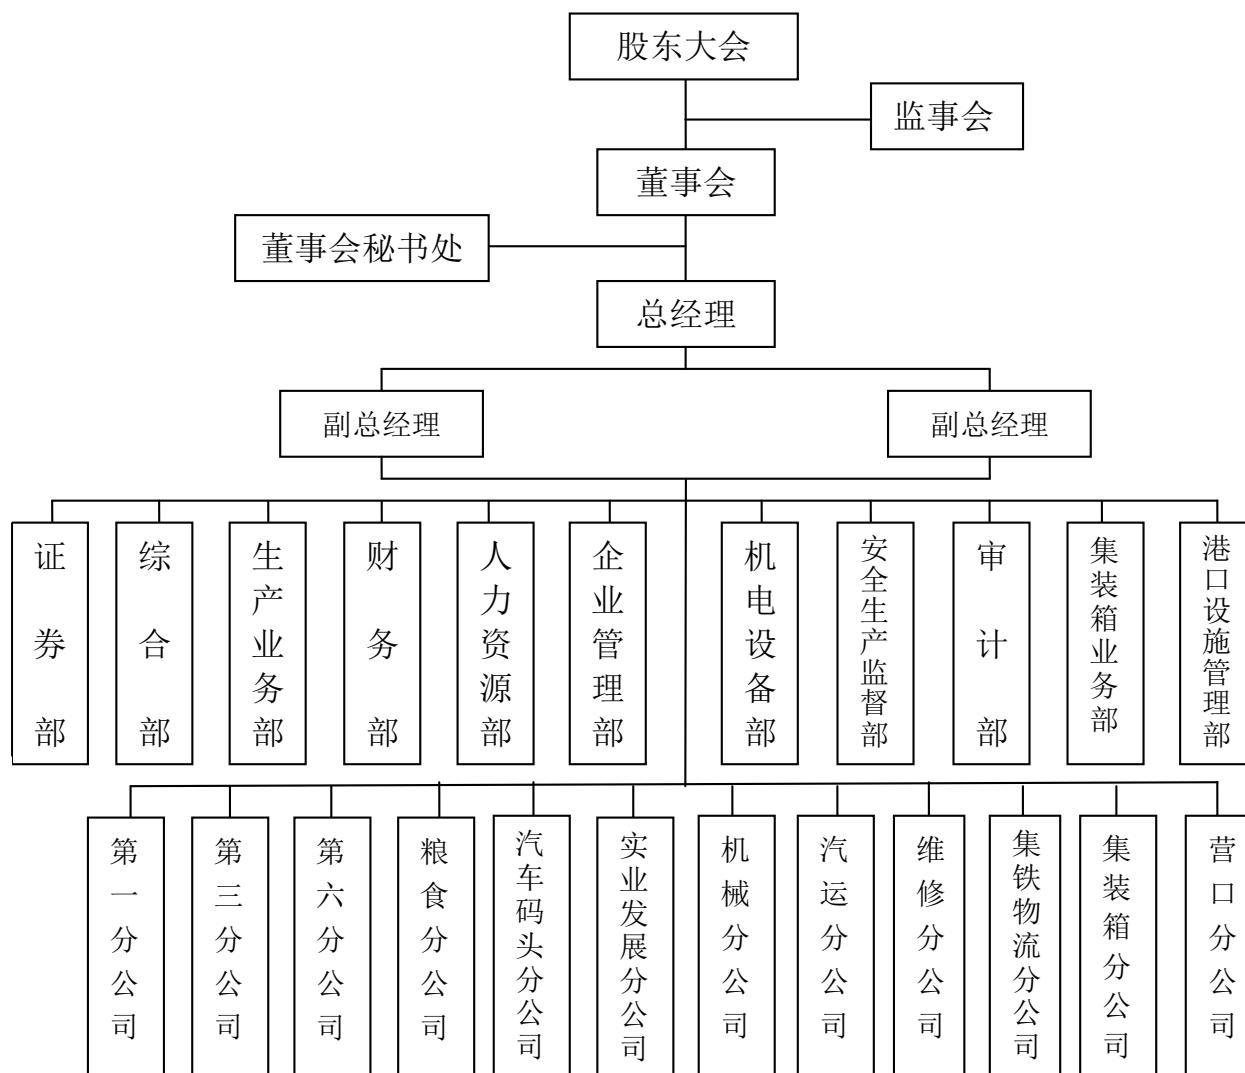 股东大会
监事会
董事会
董事会秘书处
总经理
副总经理
副总经理
证券部
综合部
生产业务部
财务部
人力资源部
企业管理部
机电设备部
安全生产监督部
审计部
集装箱业务部
港口设施管理部
第一分公司
第三分公司
第六分公司
粮食分公司
汽车码头分公司
实业发展分公司
机械分公司
汽运分公司
维修分公司
集铁物流分公司
集装箱分公司
营口分公司